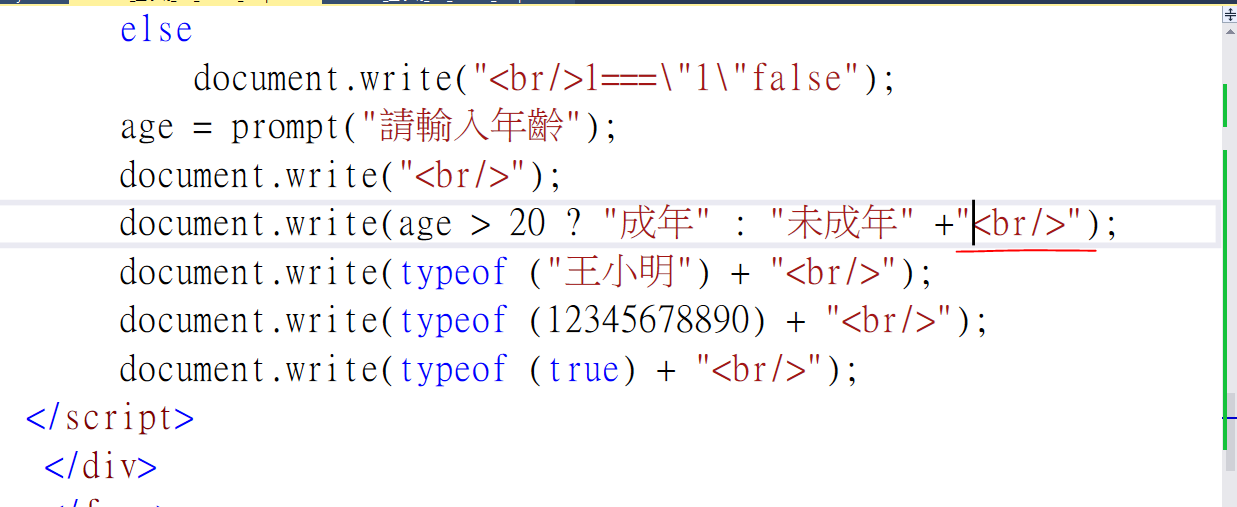 else
document.write("<br/>1===\"1\"false");
age = prompt("請輸入年齡");
document.write("<br/>");
document.write(age > 20 ? "成年" : "未成年" +"<br/>");
document.write(typeof ("王小明") + "<br/>");
document.write(typeof (12345678890) + "<br/>");
document.write(typeof (true) + "<br/>");
</script>
</div>